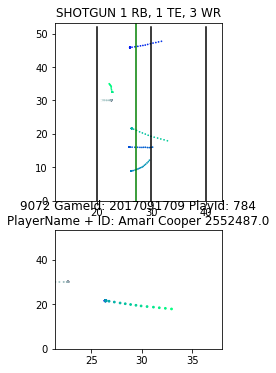 SHOTGUN 1 RB, 1 TE, 3 WR
50
40
30
20
10
0
20 30 40
9072 GameId: 2017091709 PlayId: 784
PlayerName + ID: Amari Cooper 2552487.0
40
20
0
25 30 35